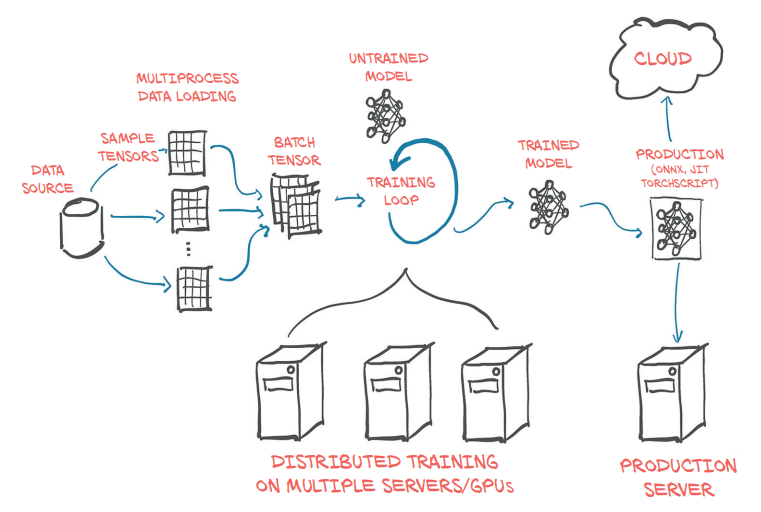 UNTRAINED
MODEL
CLOUD
MULTIPROCESS
DATA LOADING
SAMPLE
TENSORS
BATCH
TENSOR
TRAINED
MODEL
PRODUCTION
(ONNX, JIT
TORCHSCRIPT)
DATA
SOURCE
TRAINING
LOOP
DISTRIBUTED TRAINING
ON MULTIPLE SERVERS/GPUs
PRODUCTION
SERVER